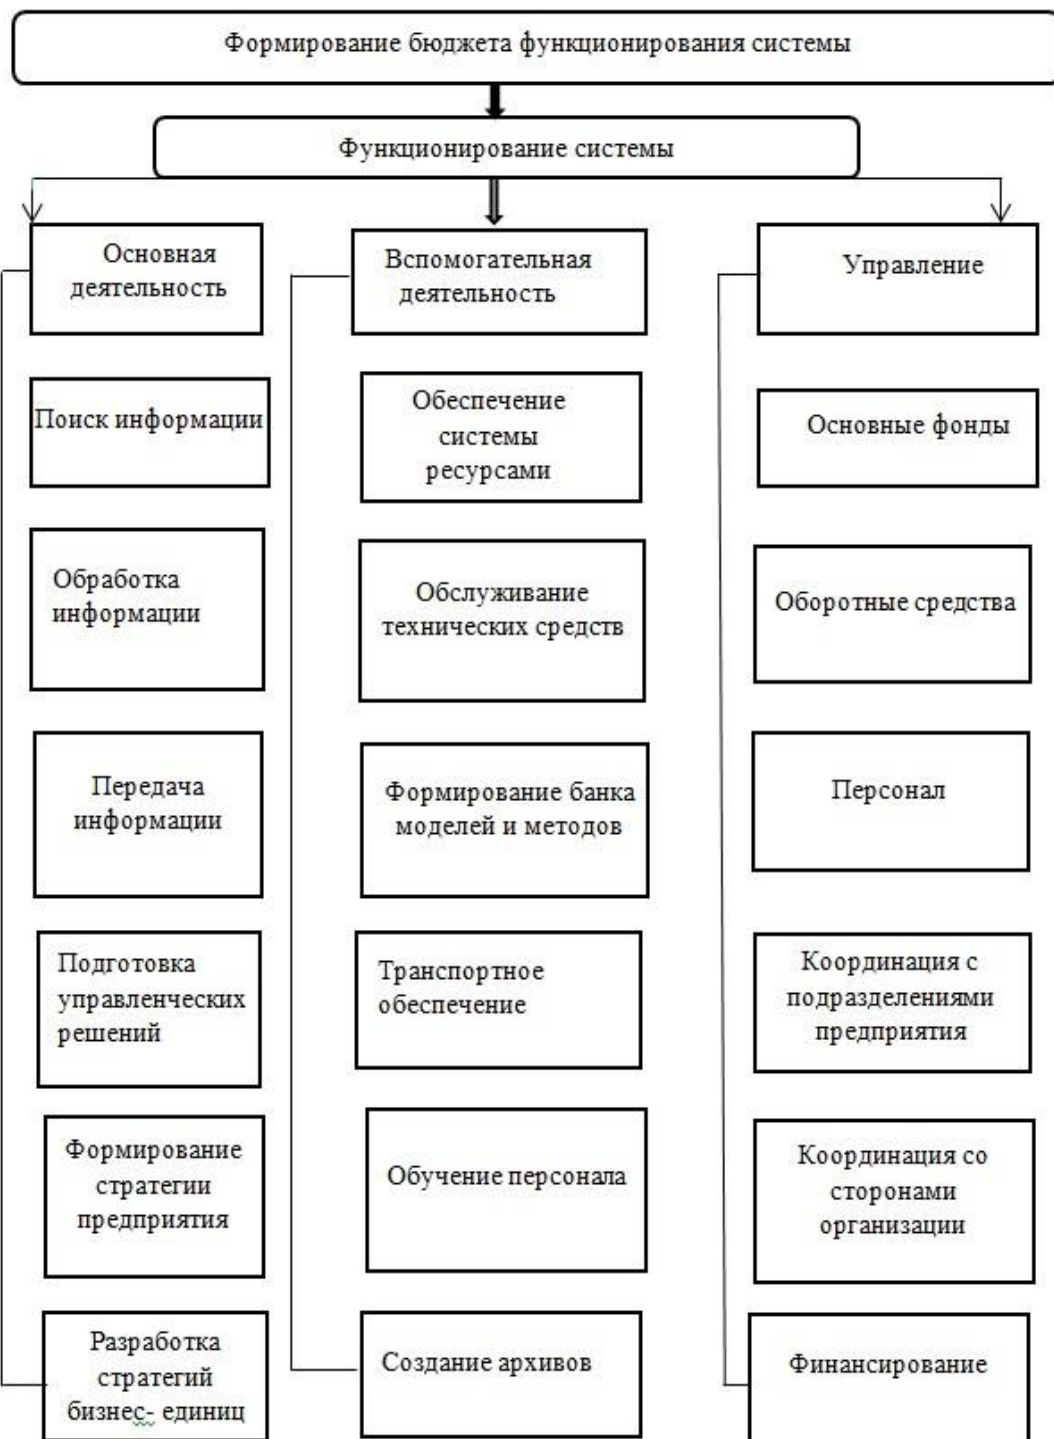 Формирование бюджета функционирования системы
Функционирование системы
Основная
деятельность
Вспомогательная
деятельность
Управление
Поиск информации
Обеспечение
системы
ресурсами
Основные фонды
Обработка
информации
Обслуживание
технических средств
Оборотные средства
Передача
информации
Формирование банка
моделей и методов
Персонал
Подготовка
управленческих
решений
Транспортное
обеспечение
Координация с
подразделениями
предприятия
Формирование
стратегии
предприятия
Обучение персонала
Координация со
сторонами
организации
Разработка
стратегий
бизнес- единиц
Создание архивов
Финансирование